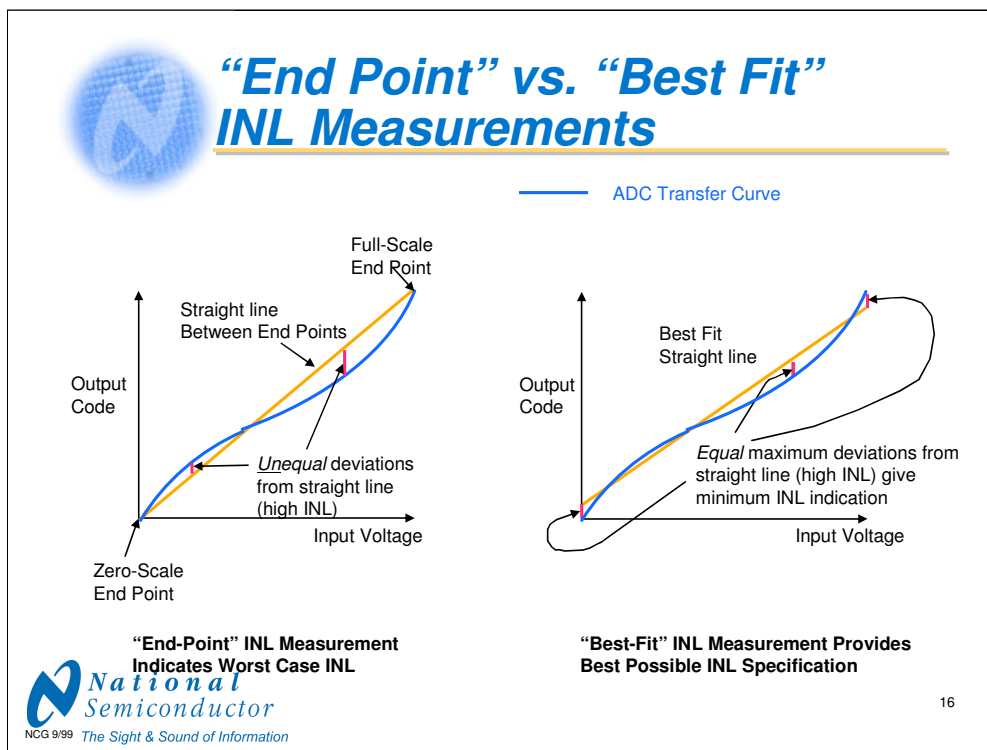 “End Point” vs. “Best Fit”
INL Measurements
ADC Transfer Curve
Full-Scale
End Point
Straight line
Between End Points
Output
Code
Unequal deviations
from straight line
(high INL)
Input Voltage
Zero-Scale
End Point
“End-Point” INL Measurement
Indicates Worst Case INL
Best Fit
Straight line
Output
Code
Equal maximum deviations from
straight line (high INL) give
minimum INL indication
Input Voltage
“Best-Fit” INL Measurement Provides
Best Possible INL Specification
National
Semiconductor
NCG 9/99 The Sight & Sound of Information
16